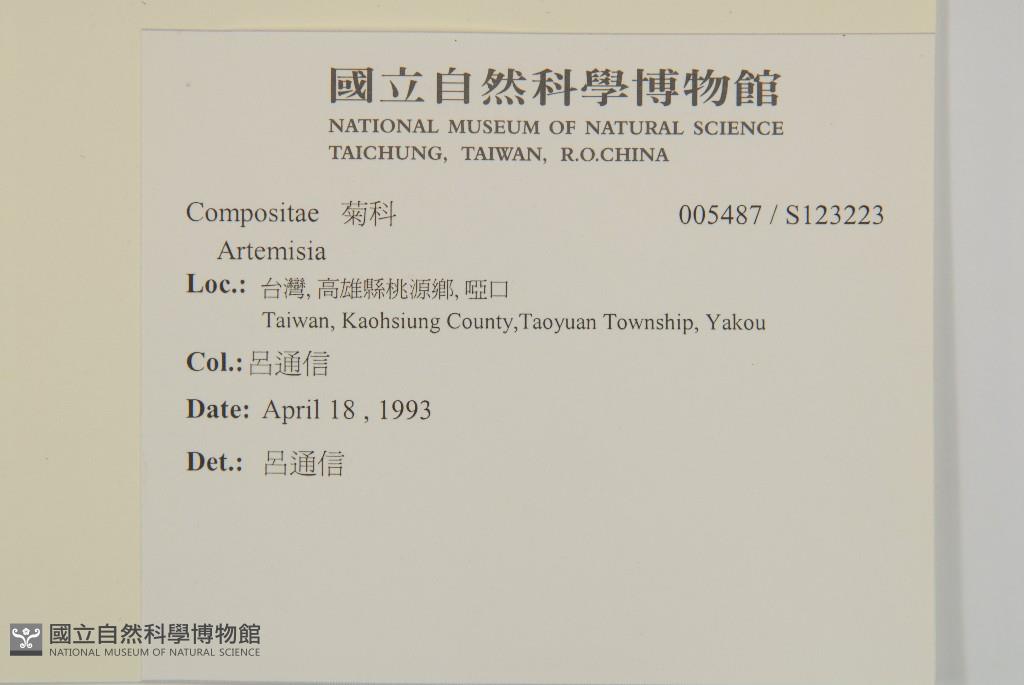 國立自然科學博物館
NATIONAL MUSEUM OF NATURAL SCIENCE
TAICHUNG, TAIWAN, R.O.CHINA
Compositae 菊科 005487 / S123223
Artemisia
Loc.: 台灣, 高雄縣桃源鄉, 啞口
Taiwan, Kaohsiung County,Taoyuan Township, Yakou
Col.: 呂通信
Date: April 18 , 1993
Det.: 呂通信
國立自然科學博物館
NATIONAL MUSEUM OF NATURAL SCIENCE